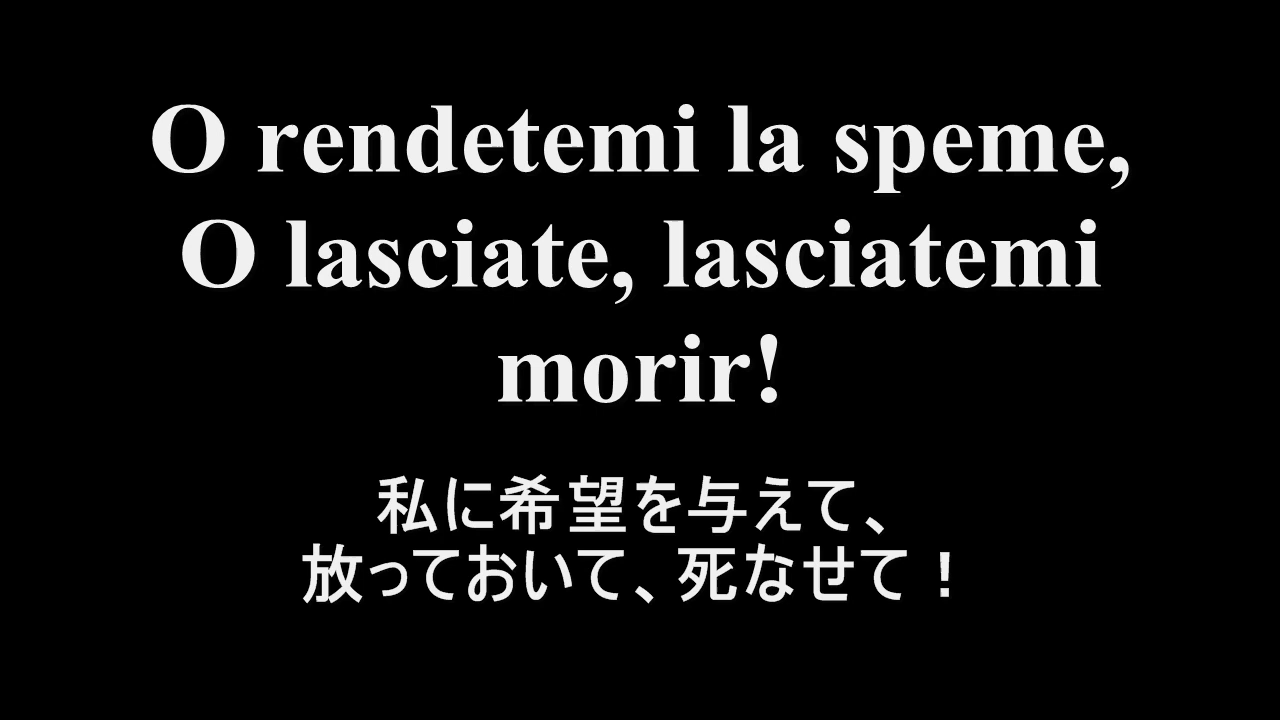 O rendetemi la speme,
O lasciate, lasciatemi
morir!
私に希望を与えて、
放っておいて、死なせて！